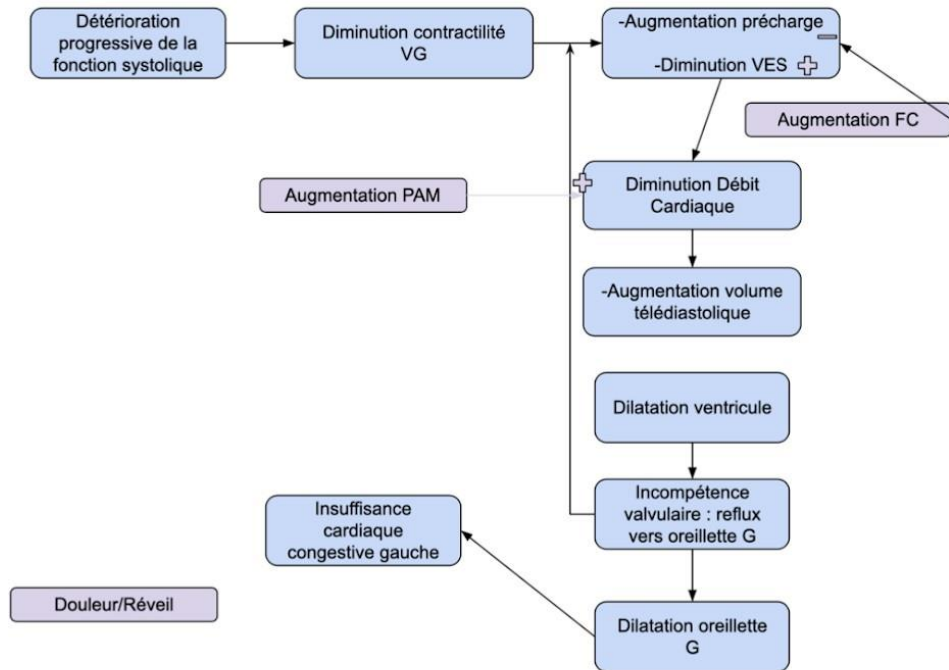 Détérioration
progressive de la
fonction systolique
Diminution contractilité
VG
-Augmentation précharge
-Diminution VES
Augmentation FC
Augmentation PAM
Diminution Débit
Cardiaque
-Augmentation volume
télédiastolique
Dilatation ventricule
Incompétence
valvulaire : reflux
vers oreillette G
Insuffisance
cardiaque
congestive gauche
Douleur/Réveil
Dilatation oreillette
G